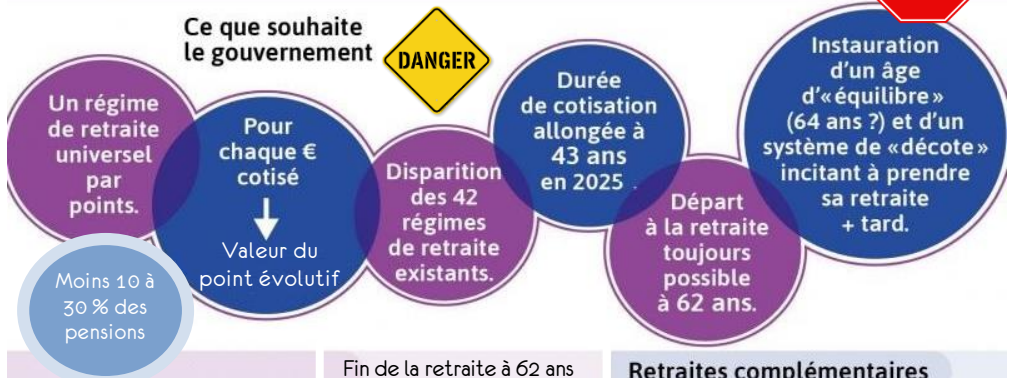 Ce que souhaite
le gouvernement
DANGER
Un régime
de retraite
universel
par
points.
Pour
chaque €
cotisé
Valeur du
point évolutif
Disparition
des 42
régimes
de retraite
existants.
Durée
de cotisation
allongée à
43 ans
en 2025 .
Départ
à la retraite
toujours
possible
à 62 ans.
Instauration
d'un âge
d'«équilibre»
(64 ans ?) et d'un
système de «décote»
incitant à prendre
sa retraite
+ tard.
Moins 10 à
30 % des
pensions
Fin de la retraite à 62 ans
Retraites complémentaires